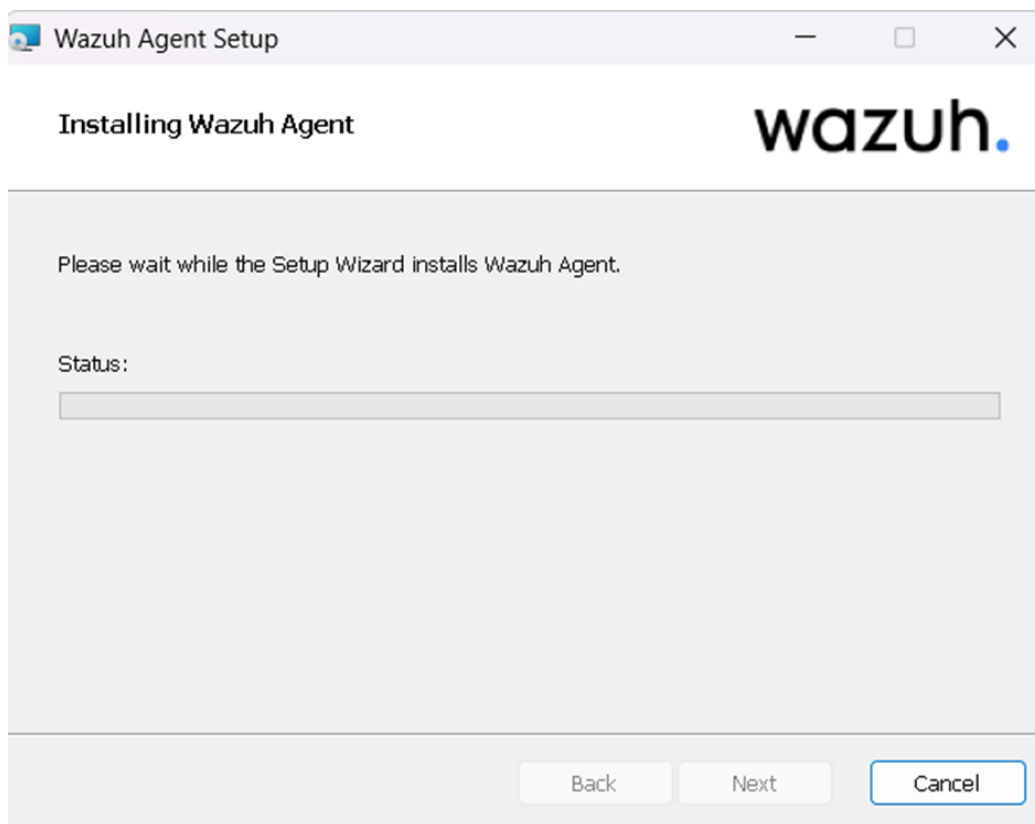 Wazuh Agent Setup
Installing Wazuh Agent
wazuh.
Please wait while the Setup Wizard installs Wazuh Agent.
Status:
Back Next Cancel